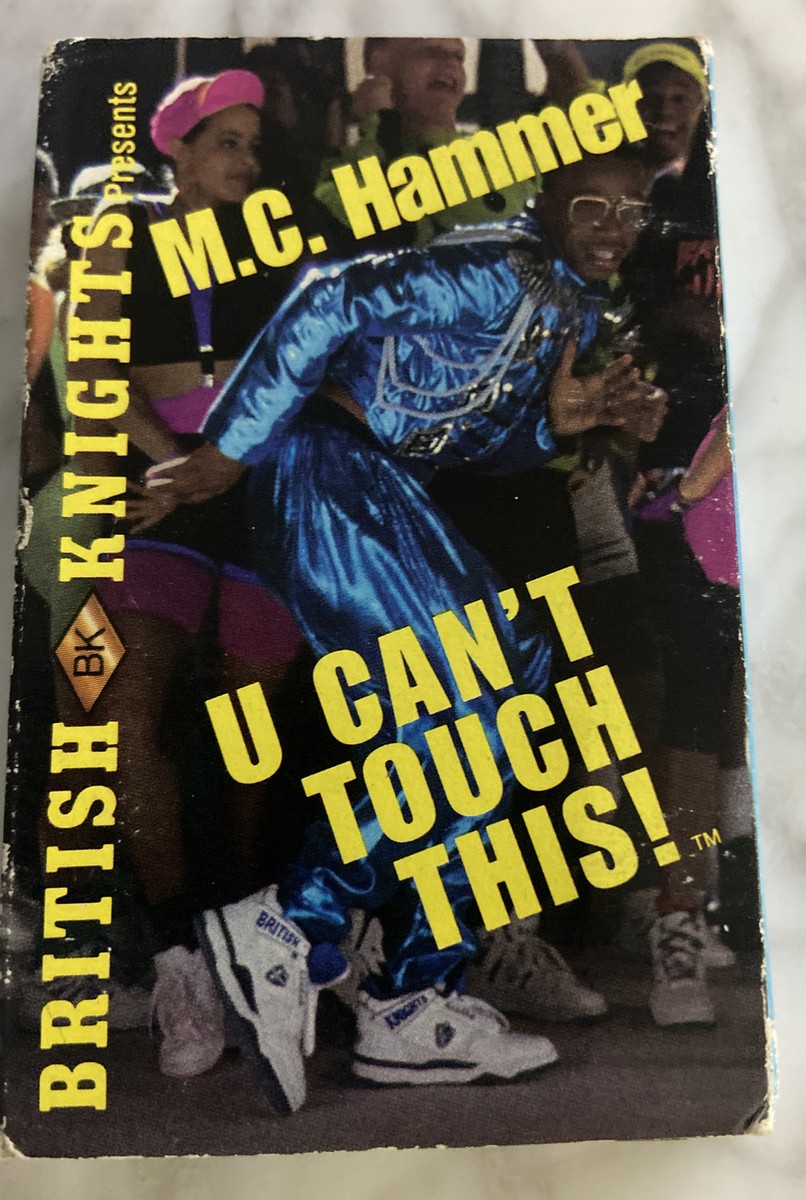 BRITISH BK KNIGHTS Presents
M.C. Hammer
U CAN'T
TOUCH
THIS!™
BRITISH
KNIGHTS